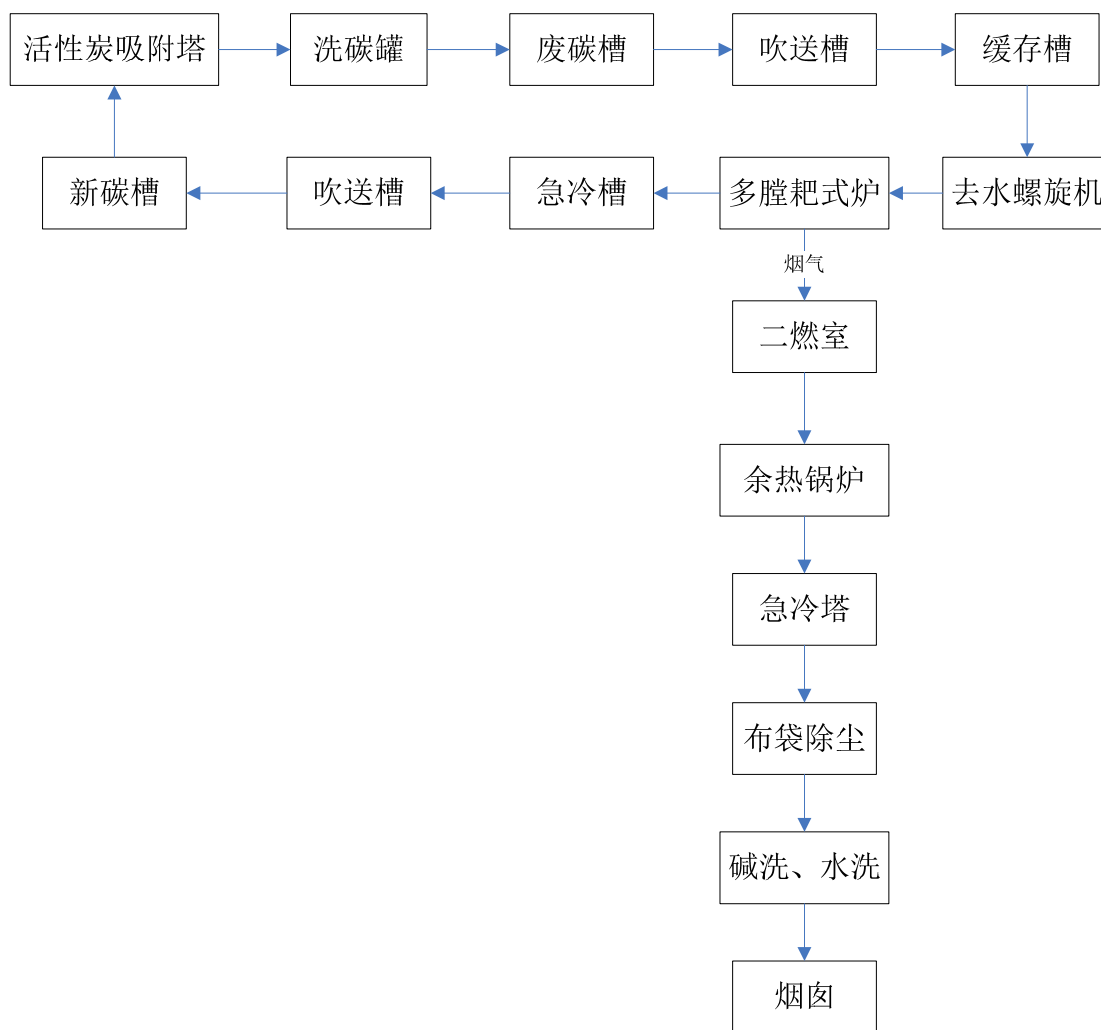 活性炭吸附塔
洗碳罐
废碳槽
吹送槽
缓存槽
新碳槽
吹送槽
急冷槽
多膛耙式炉
去水螺旋机
烟气
二燃室
余热锅炉
急冷塔
布袋除尘
碱洗、水洗
烟囱